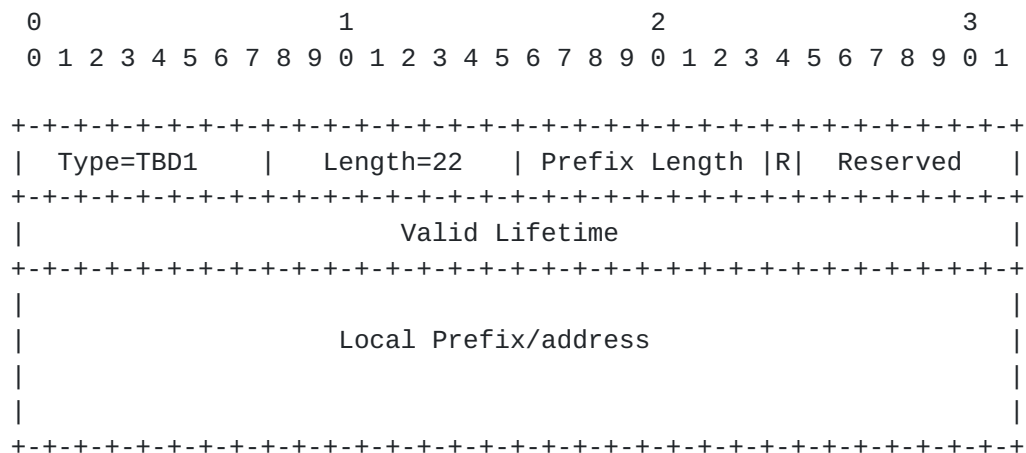 0                   1                   2                   3
 0 1 2 3 4 5 6 7 8 9 0 1 2 3 4 5 6 7 8 9 0 1 2 3 4 5 6 7 8 9 0 1

+-+-+-+-+-+-+-+-+-+-+-+-+-+-+-+-+-+-+-+-+-+-+-+-+-+-+-+-+-+-+-+-+
|  Type=TBD1    |   Length=22   | Prefix Length |R|  Reserved   |
+-+-+-+-+-+-+-+-+-+-+-+-+-+-+-+-+-+-+-+-+-+-+-+-+-+-+-+-+-+-+-+-+
|                        Valid Lifetime                         |
+-+-+-+-+-+-+-+-+-+-+-+-+-+-+-+-+-+-+-+-+-+-+-+-+-+-+-+-+-+-+-+-+
|                                                               |
|                    Local Prefix/address                       |
|                                                               |
|                                                               |
+-+-+-+-+-+-+-+-+-+-+-+-+-+-+-+-+-+-+-+-+-+-+-+-+-+-+-+-+-+-+-+-+